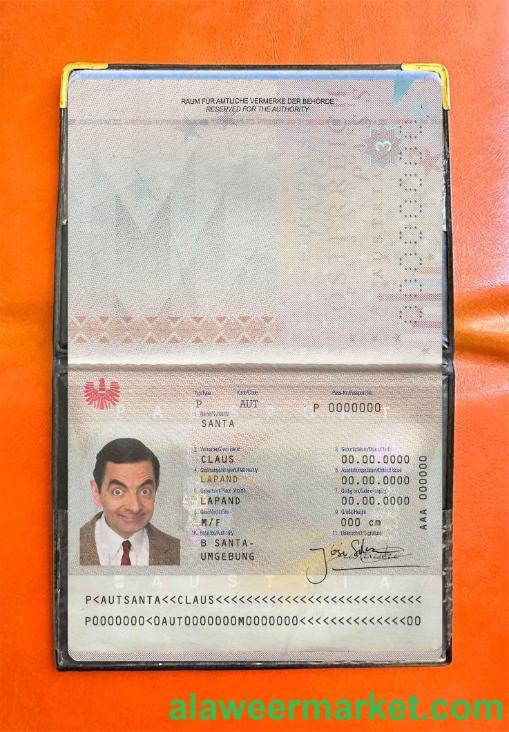 RAUM FÜR AMTLICHE VERMERKE DER BEHÖRDE
RESERVED FOR THE AUTHORITY
3
ÖSTERREICH
AUSTRIA
P AUT P 0000000
SANTA
CLAUS 00.00.0000
LAPAND 00.00.0000
LAPAND 00.00.0000
M/F 000 cm
B SANTA-
UMGEBUNG
AAA 000000
AUSTRIA
P<AUTSANTA<<CLAUS<<<<<<<<<<<<<<<<<<<<<<<<<<<
P0000000<0AUT0000000M0000000<<<<<<<<<<<<<<00
alaweermarket.com